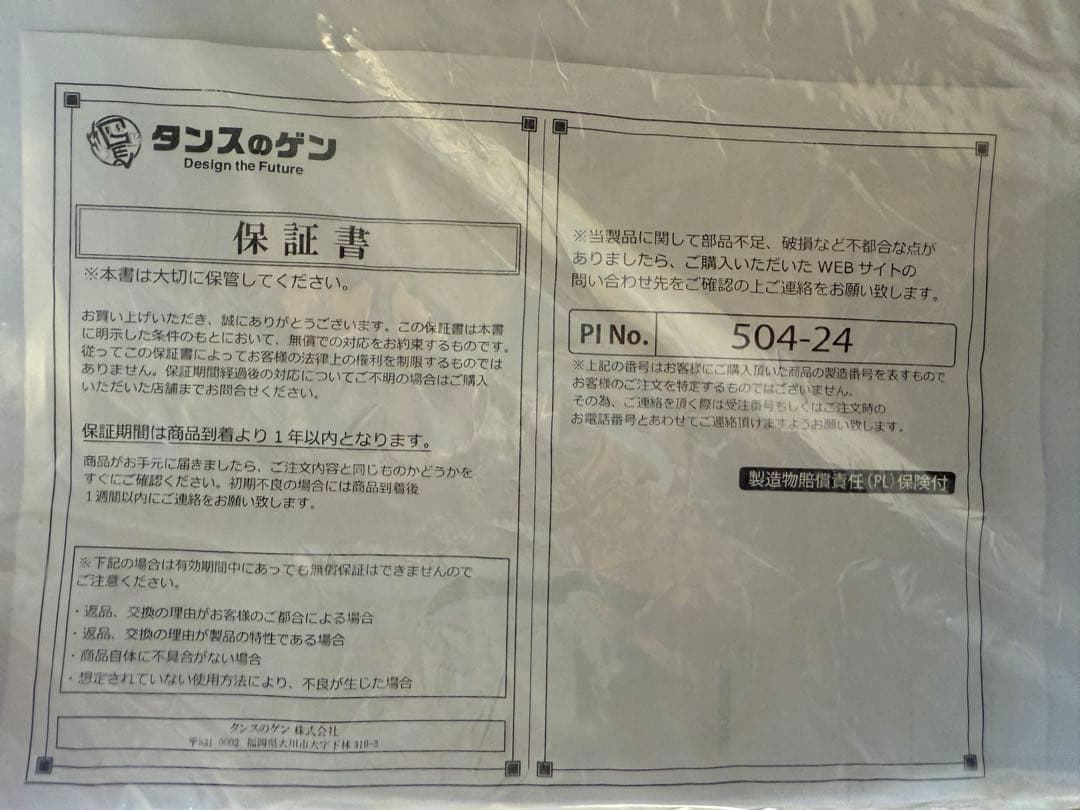 タンスのゲン
Design the Future
保証書
※本書は大切に保管してください。
お買い上げいただき、誠にありがとうございます。この保証書は本書
に明示した条件のもとにおいて、無償での対応をお約束するものです。
従ってこの保証書によってお客様の法律上の権利を制限するものでは
ありません。保証期間経過後の対応についてご不明の場合はご購入
いただいた店舗までお問合せください。
保証期間は商品到着より1年以内となります。
商品がお手元に届きましたら、ご注文内容と同じものかどうかを
すぐにご確認ください。初期不良の場合には商品到着後
1週間以内にご連絡をお願い致します。
※下記の場合は有効期間中にあっても無償保証はできませんので
ご注意ください。
・返品、交換の理由がお客様のご都合による場合
・返品、交換の理由が製品の特性である場合
・商品自体に不具合がない場合
・想定されていない使用方法により、不良が生じた場合
タンスのゲン 株式会社
〒831-0002 福岡県大川市大字下林310-3
※当製品に関して部品不足、破損など不都合な点が
ありましたら、ご購入いただいた WEB サイトの
問い合わせ先をご確認の上ご連絡をお願い致します。
PI No. 504-24
※上記の番号はお客様にご購入頂いた商品の製造番号を表すもので
お客様のご注文を特定するものではございません。
その為、ご連絡を頂く際は受注番号もしくはご注文時の
お電話番号とあわせてご連絡頂けますようお願い致します。
製造物賠償責任(PL)保険付